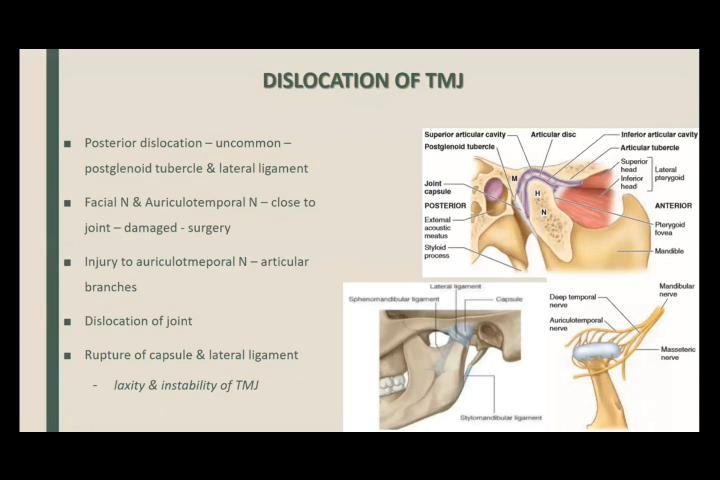 DISLOCATION OF TMJ
■ Posterior dislocation – uncommon –
postglenoid tubercle & lateral ligament
■ Facial N & Auriculotemporal N – close to
joint – damaged - surgery
■ Injury to auriculotmeporal N – articular
branches
■ Dislocation of joint
■ Rupture of capsule & lateral ligament
- laxity & instability of TMJ
Superior articular cavity
Articular disc
Inferior articular cavity
Postglenoid tubercle
Articular tubercle
Superior
head
Inferior
head
Lateral
pterygoid
M
H
N
Joint
capsule
POSTERIOR
ANTERIOR
External
acoustic
meatus
Styloid
process
Pterygoid
fovea
Mandible
Lateral ligament
Sphenomandibular ligament
Capsule
Stylomandibular ligament
Mandibular
nerve
Deep temporal
nerve
Auriculotemporal
nerve
Masseteric
nerve